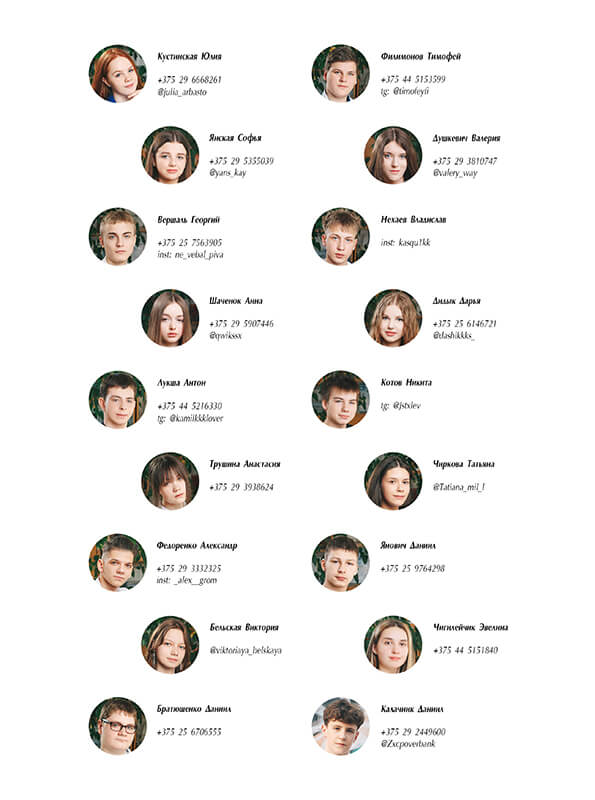 Кустинская Юлия
+375 29 6668261
@julia_arbasto
Филимонов Тимофей
+375 44 5153599
tg: @timofeyii
Янская Софья
+375 29 5355039
@yans_kay
Душкевич Валерия
+375 29 3810747
@valery_way
Вершаль Георгий
+375 25 7563905
inst: ne_vebal_piva
Нехаев Владислав
inst: kasqu1kk
Шаченок Анна
+375 29 5907446
@qwikssx
Дидык Дарья
+375 25 6146721
@dashikkks_
Лукша Антон
+375 44 5216330
tg: @kamilkkklover
Котов Никита
tg: @jstxlev
Трушина Анастасия
+375 29 3938624
Чиркова Татьяна
@Tatiana_mil_l
Федоренко Александр
+375 29 3332325
inst: _alex__grom
Янович Даниил
+375 25 9764298
Бельская Виктория
@viktoriaya_belskaya
Чигилейчик Эвелина
+375 44 5151840
Братюшенко Даниил
+375 25 6706555
Калачик Даниил
+375 29 2449600
@Zxcpoverbank